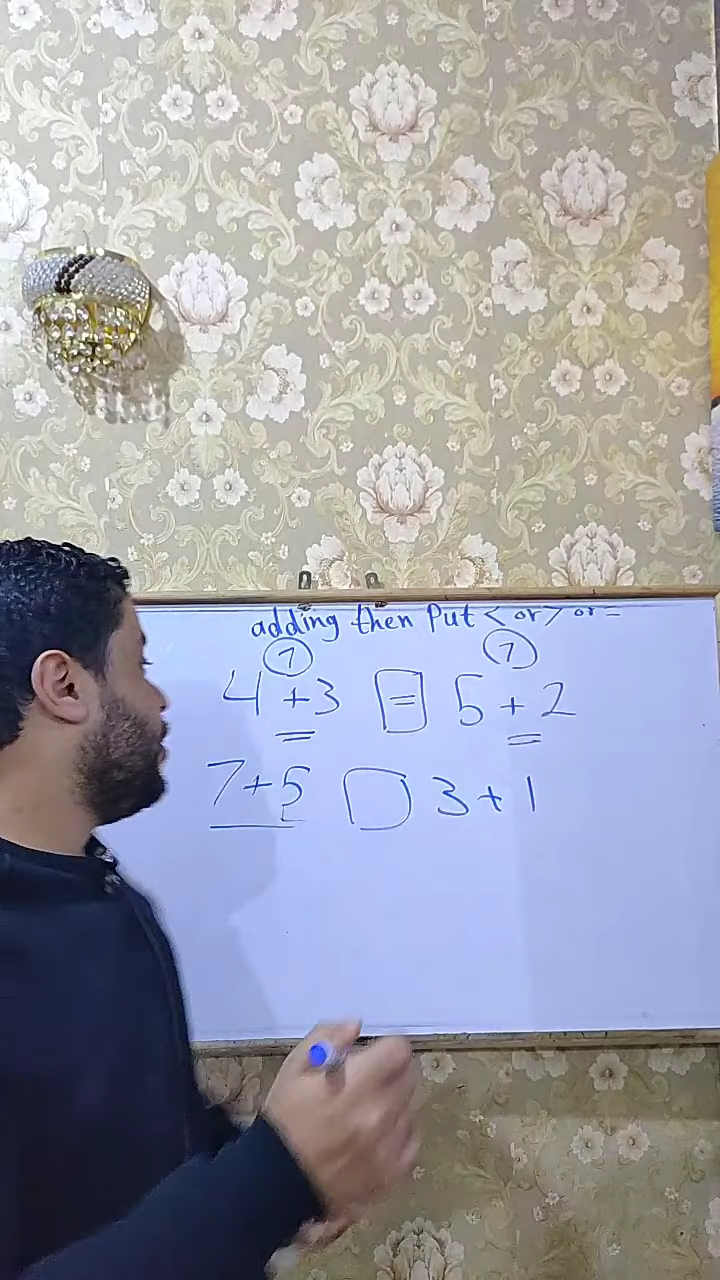 adding then Put < or > or =
7 7
4 + 3 = 5 + 2
7 + 5 3 + 1